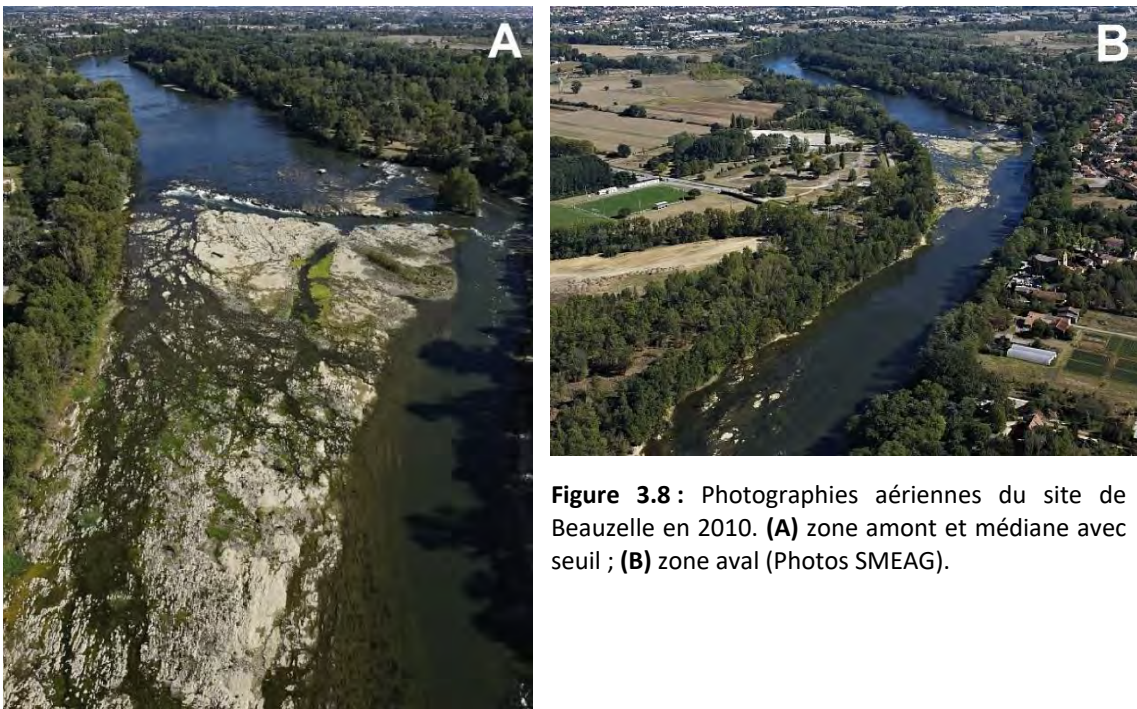 A
B
Figure 3.8 : Photographies aériennes du site de
Beauzelle en 2010. (A) zone amont et médiane avec
seuil ; (B) zone aval (Photos SMEAG).